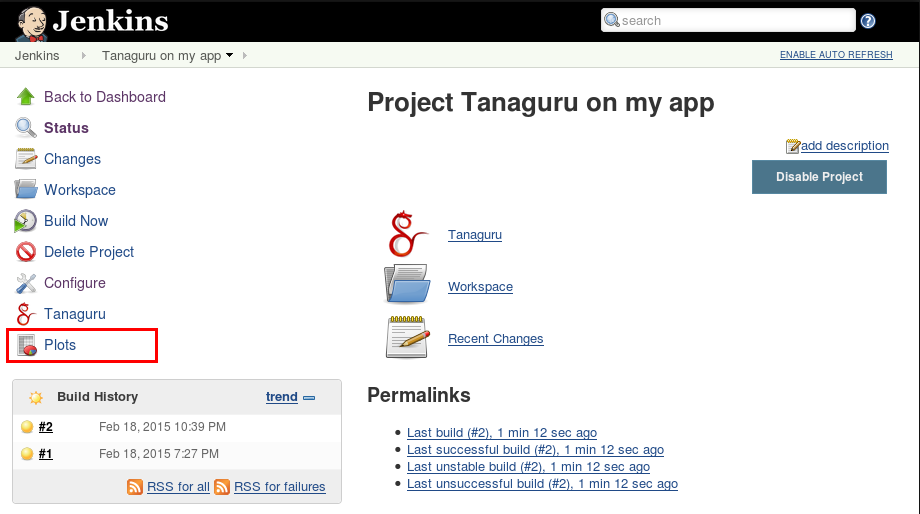 Jenkins
search
Jenkins Tanaguru on my app
ENABLE AUTO REFRESH
Back to Dashboard
Status
Changes
Workspace
Build Now
Delete Project
Configure
Tanaguru
Plots
Build History trend
#2 Feb 18, 2015 10:39 PM
#1 Feb 18, 2015 7:27 PM
RSS for all RSS for failures
Project Tanaguru on my app
add description
Disable Project
Tanaguru
Workspace
Recent Changes
Permalinks
Last build (#2), 1 min 12 sec ago
Last successful build (#2), 1 min 12 sec ago
Last unstable build (#2), 1 min 12 sec ago
Last unsuccessful build (#2), 1 min 12 sec ago